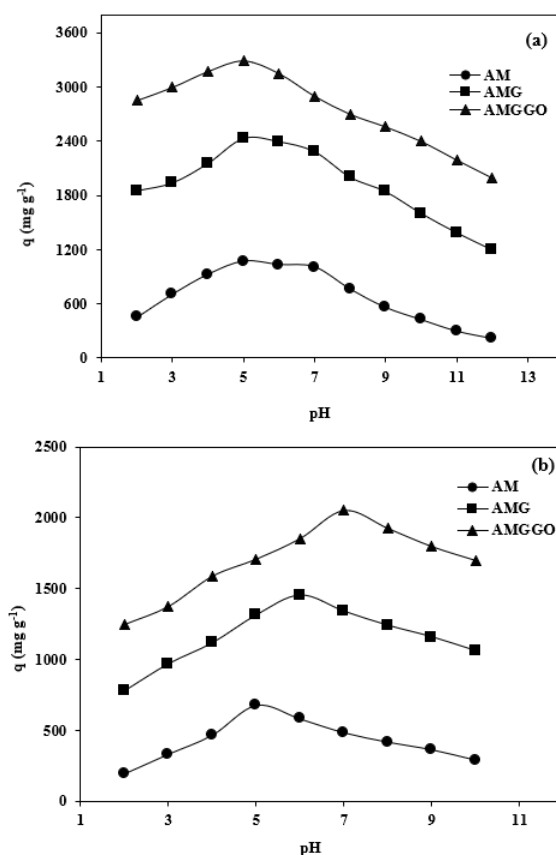 (a)
AM
AMG
AMGGO
3600
3000
2400
1800
1200
600
0
q (mg g-1)
1 3 5 7 9 11 13
pH
(b)
AM
AMG
AMGGO
2500
2000
1500
1000
500
0
q (mg g-1)
1 3 5 7 9 11
pH